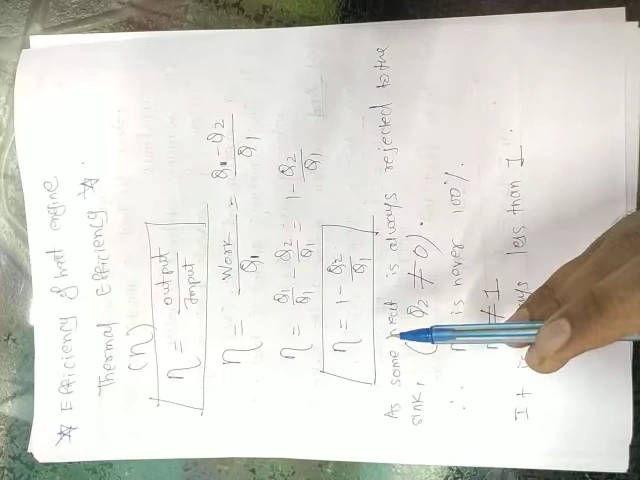 ☆ Efficiency of heat engine
Thermal Efficiency ☆.
(η)
η = output / Input
η = Work / Q1 = Q1 - Q2 / Q1
η = Q1 / Q1 - Q2 / Q1 = 1 - Q2 / Q1
η = 1 - Q2 / Q1
As some heat is always rejected to the
sink, (Q2 ≠ 0).
∴ is never 100%.
≠ 1
It less than 1.